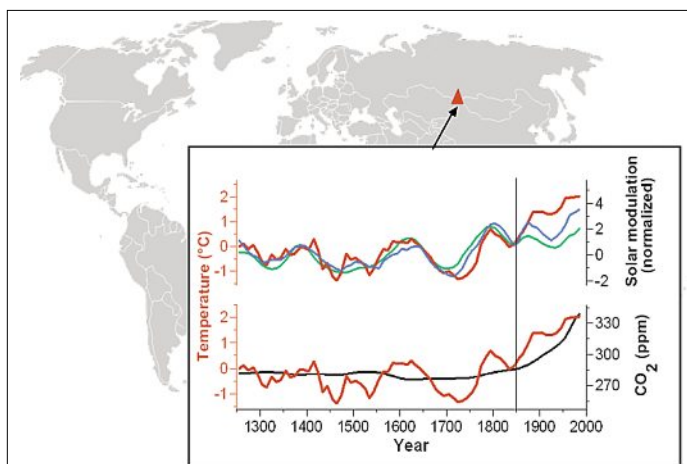 2
1
0
-1
4
2
0
-2
Solar modulation
(normalized)
Temperature (°C)
2
1
0
-1
330
300
270
CO2 (ppm)
1300 1400 1500 1600 1700 1800 1900 2000
Year